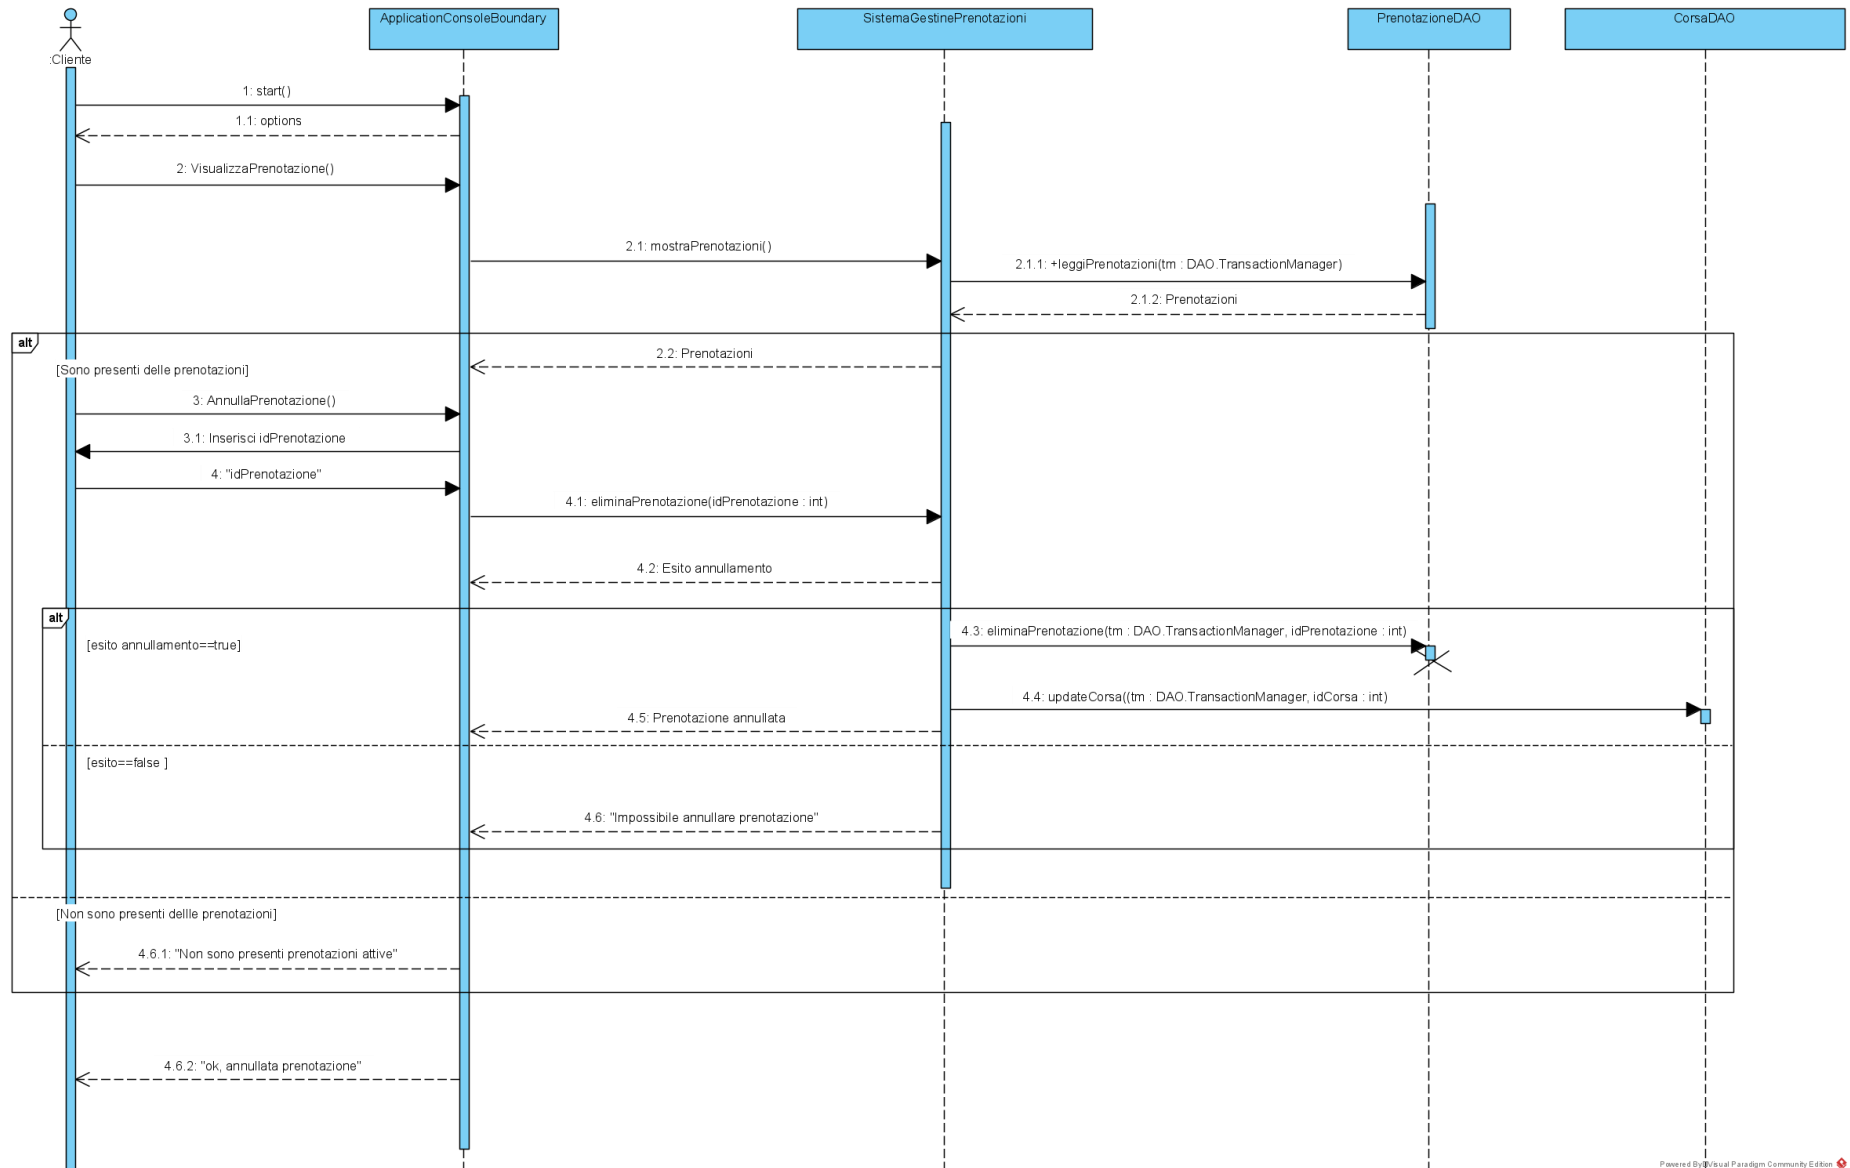 :Cliente
ApplicationConsoleBoundary
SistemaGestinePrenotazioni
PrenotazioneDAO
CorsaDAO
1: start()
1.1: options
2: VisualizzaPrenotazione()
2.1: mostraPrenotazioni()
2.1.1: +leggiPrenotazioni(tm : DAO.TransactionManager)
2.1.2: Prenotazioni
alt
2.2: Prenotazioni
[Sono presenti delle prenotazioni]
3: AnnullaPrenotazione()
3.1: Inserisci idPrenotazione
4: "idPrenotazione"
4.1: eliminaPrenotazione(idPrenotazione : int)
4.2: Esito annullamento
alt
4.3: eliminaPrenotazione(tm : DAO.TransactionManager, idPrenotazione : int)
[esito annullamento==true]
4.4: updateCorsa((tm : DAO.TransactionManager, idCorsa : int)
4.5: Prenotazione annullata
[esito==false ]
4.6: "Impossibile annullare prenotazione"
[Non sono presenti dellle prenotazioni]
4.6.1: "Non sono presenti prenotazioni attive"
4.6.2: "ok, annullata prenotazione"
Powered By Visual Paradigm Community Edition